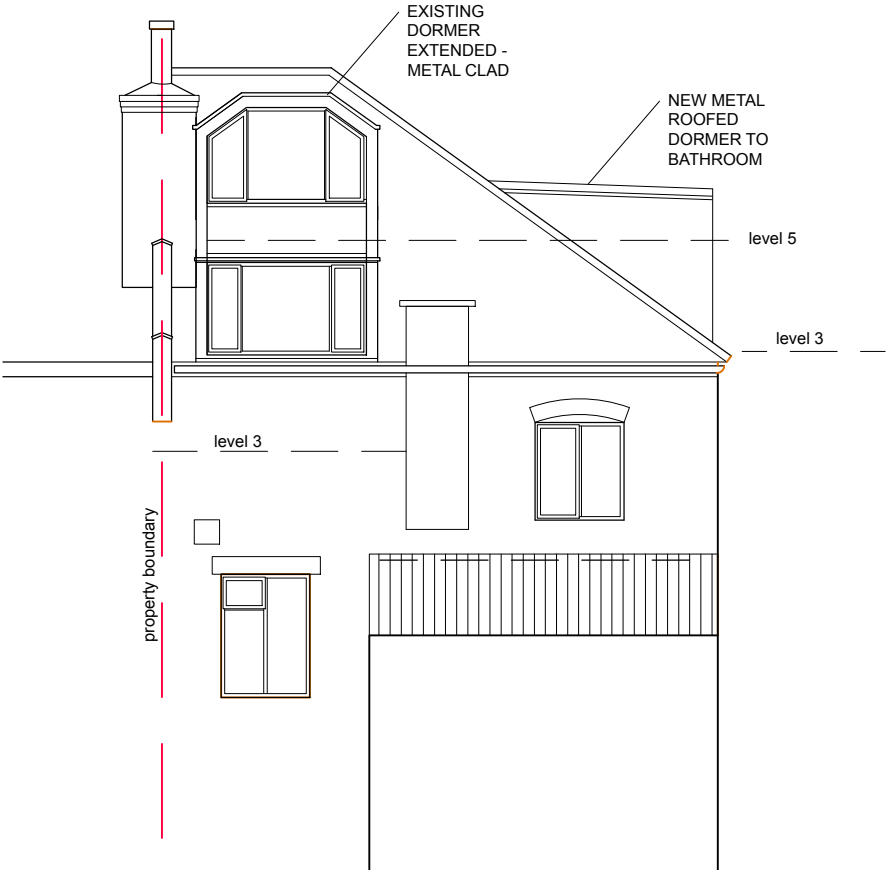 EXISTING
DORMER
EXTENDED -
METAL CLAD
NEW METAL
ROOFED
DORMER TO
BATHROOM
level 5
level 3
level 3
property boundary